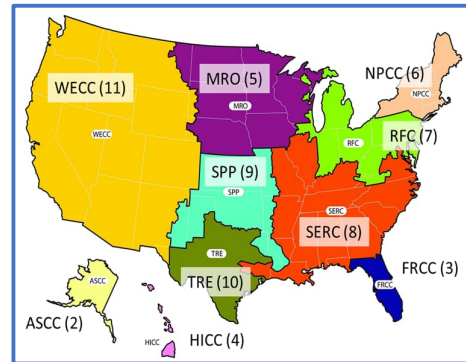 NPCC (6)
MRO (5)
WECC (11)
NPCC
MRO
RFC (7)
WECC
RFC
SPP (9)
SPP
SERC
SERC (8)
TRE
FRCC (3)
ASCC
TRE (10)
FRCC
ASCC (2)
HICC
HICC (4)